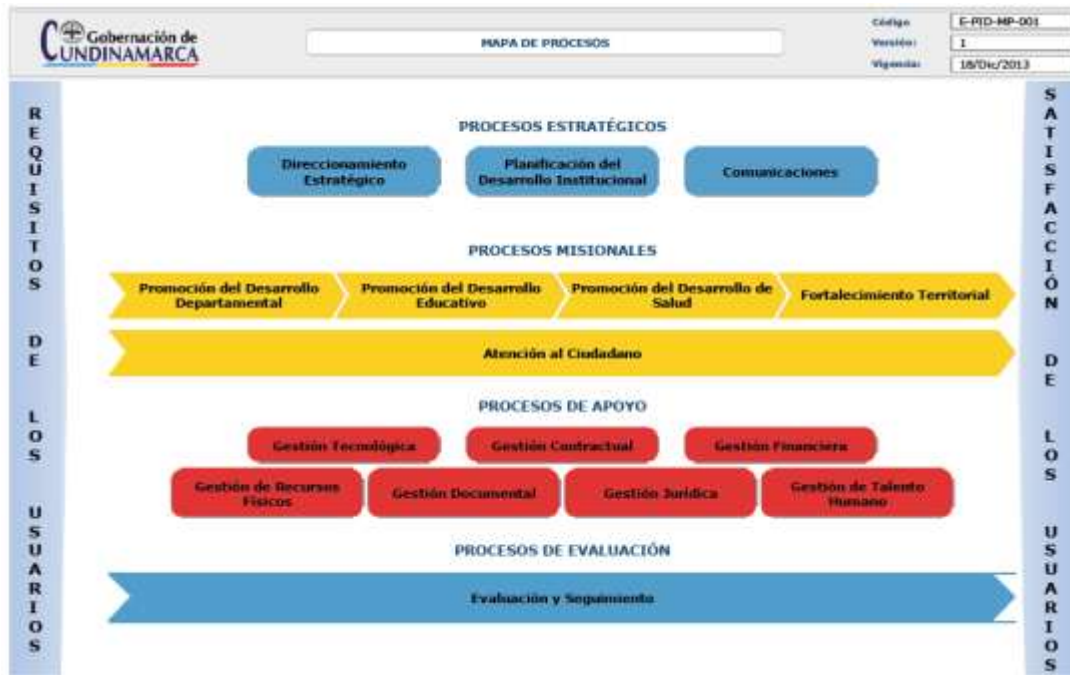 Gobernación de
CUNDINAMARCA
MAPA DE PROCESOS
Código E-PID-MP-001
Versión: 1
Vigencia: 18/Dic/2013
REQUISITOS DE LOS USUARIOS
PROCESOS ESTRATÉGICOS
Direccionamiento
Estratégico
Planificación del
Desarrollo Institucional
Comunicaciones
PROCESOS MISIONALES
Promoción del Desarrollo
Departamental
Promoción del Desarrollo
Educativo
Promoción del Desarrollo de
Salud
Fortalecimiento Territorial
Atención al Ciudadano
PROCESOS DE APOYO
Gestión Tecnológica
Gestión Contractual
Gestión Financiera
Gestión de Recursos
Físicos
Gestión Documental
Gestión Jurídica
Gestión de Talento
Humano
PROCESOS DE EVALUACIÓN
Evaluación y Seguimiento
SATISFACCIÓN DE LOS USUARIOS